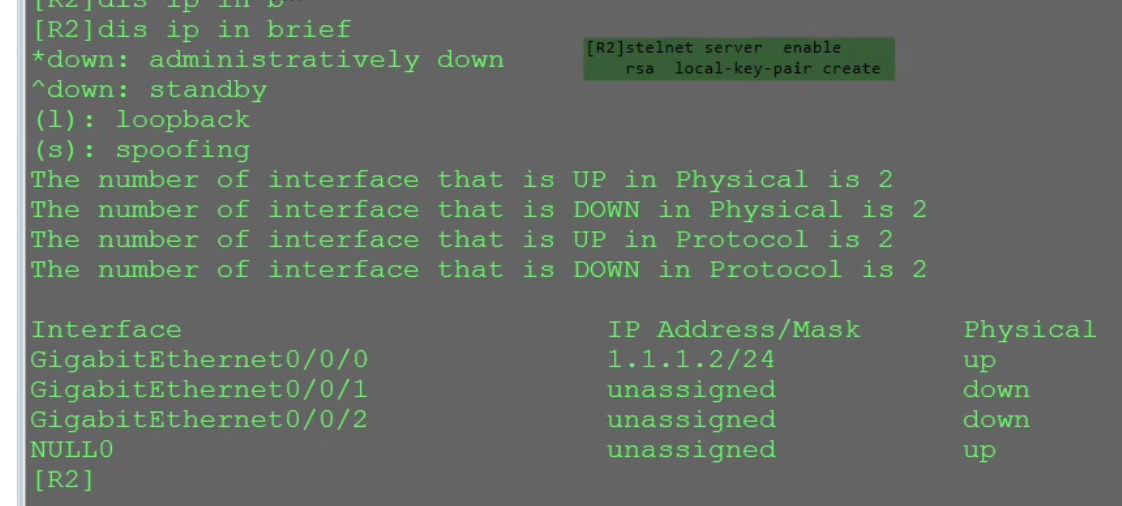 [R2]dis ip in b
[R2]dis ip in brief
*down: administratively down
^down: standby
(l): loopback
(s): spoofing
The number of interface that is UP in Physical is 2
The number of interface that is DOWN in Physical is 2
The number of interface that is UP in Protocol is 2
The number of interface that is DOWN in Protocol is 2
Interface IP Address/Mask Physical
GigabitEthernet0/0/0 1.1.1.2/24 up
GigabitEthernet0/0/1 unassigned down
GigabitEthernet0/0/2 unassigned down
NULL0 unassigned up
[R2]
[R2]stelnet server enable
rsa local-key-pair create